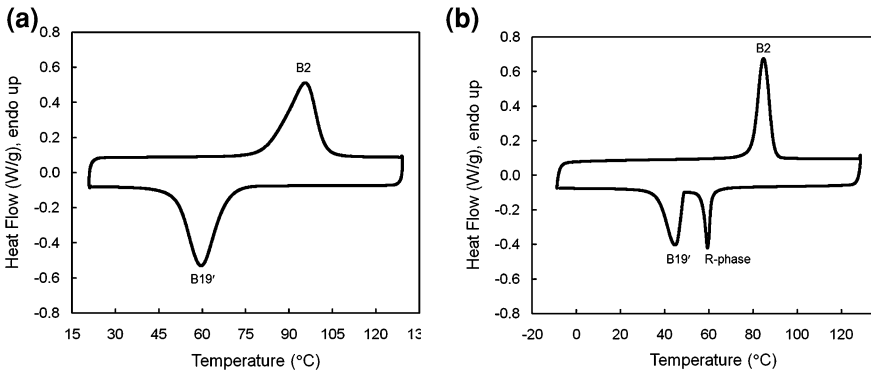 (a)
Heat Flow (W/g), endo up
0.8
0.6
0.4
0.2
0.0
-0.2
-0.4
-0.6
-0.8
B2
B19′
15 30 45 60 75 90 105 120 13
Temperature (°C)
(b)
Heat Flow (W/g), endo up
0.8
0.6
0.4
0.2
0.0
-0.2
-0.4
-0.6
-0.8
B2
B19′ R-phase
-20 0 20 40 60 80 100 120
Temperature (°C)